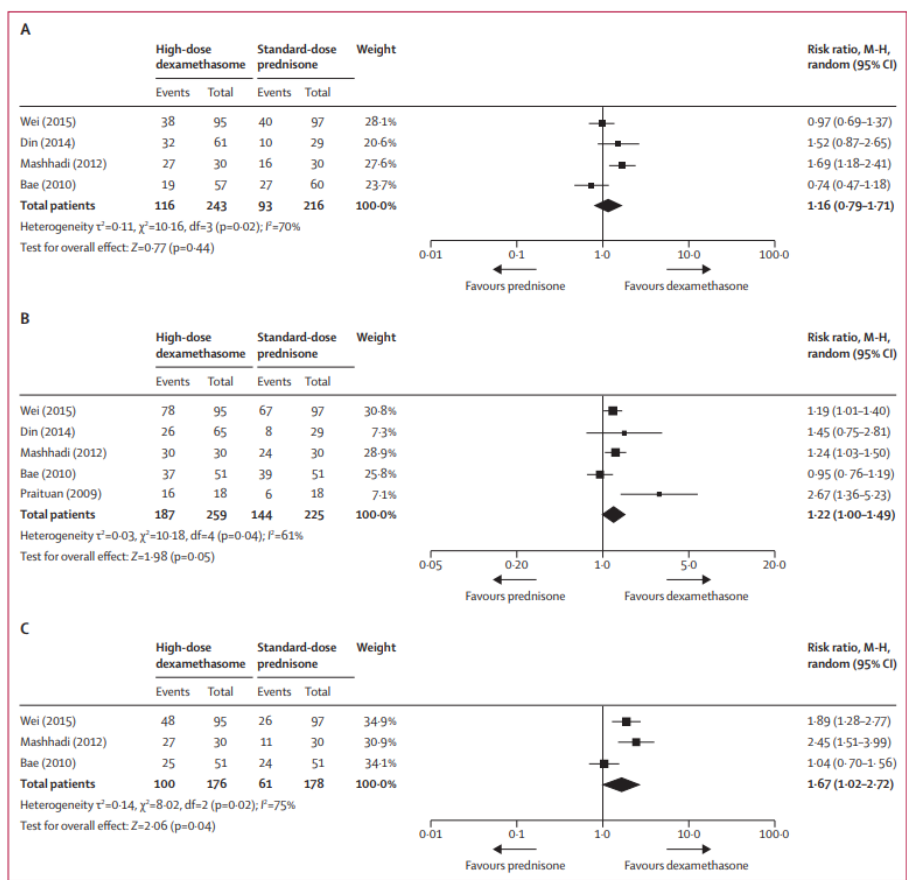 A
High-dose Standard-dose Weight Risk ratio, M-H,
dexamethasome prednisone random (95% CI)
Events Total Events Total
Wei (2015) 38 95 40 97 28·1% 0·97 (0·69–1·37)
Din (2014) 32 61 10 29 20·6% 1·52 (0·87–2·65)
Mashhadi (2012) 27 30 16 30 27·6% 1·69 (1·18–2·41)
Bae (2010) 19 57 27 60 23·7% 0·74 (0·47–1·18)
Total patients 116 243 93 216 100·0% 1·16 (0·79–1·71)
Heterogeneity τ²=0·11, χ²=10·16, df=3 (p=0·02); I²=70%
Test for overall effect: Z=0·77 (p=0·44)
0·01 0·1 1·0 10·0 100·0
Favours prednisone Favours dexamethasone
B
High-dose Standard-dose Weight Risk ratio, M-H,
dexamethasome prednisone random (95% CI)
Events Total Events Total
Wei (2015) 78 95 67 97 30·8% 1·19 (1·01–1·40)
Din (2014) 26 65 8 29 7·3% 1·45 (0·75–2·81)
Mashhadi (2012) 30 30 24 30 28·9% 1·24 (1·03–1·50)
Bae (2010) 37 51 39 51 25·8% 0·95 (0·76–1·19)
Praituan (2009) 16 18 6 18 7·1% 2·67 (1·36–5·23)
Total patients 187 259 144 225 100·0% 1·22 (1·00–1·49)
Heterogeneity τ²=0·03, χ²=10·18, df=4 (p=0·04); I²=61%
Test for overall effect: Z=1·98 (p=0·05)
0·05 0·20 1·0 5·0 20·0
Favours prednisone Favours dexamethasone
C
High-dose Standard-dose Weight Risk ratio, M-H,
dexamethasome prednisone random (95% CI)
Events Total Events Total
Wei (2015) 48 95 26 97 34·9% 1·89 (1·28–2·77)
Mashhadi (2012) 27 30 11 30 30·9% 2·45 (1·51–3·99)
Bae (2010) 25 51 24 51 34·1% 1·04 (0·70–1·56)
Total patients 100 176 61 178 100·0% 1·67 (1·02–2·72)
Heterogeneity τ²=0·14, χ²=8·02, df=2 (p=0·02); I²=75%
Test for overall effect: Z=2·06 (p=0·04)
0·01 0·1 1·0 10·0 100·0
Favours prednisone Favours dexamethasone